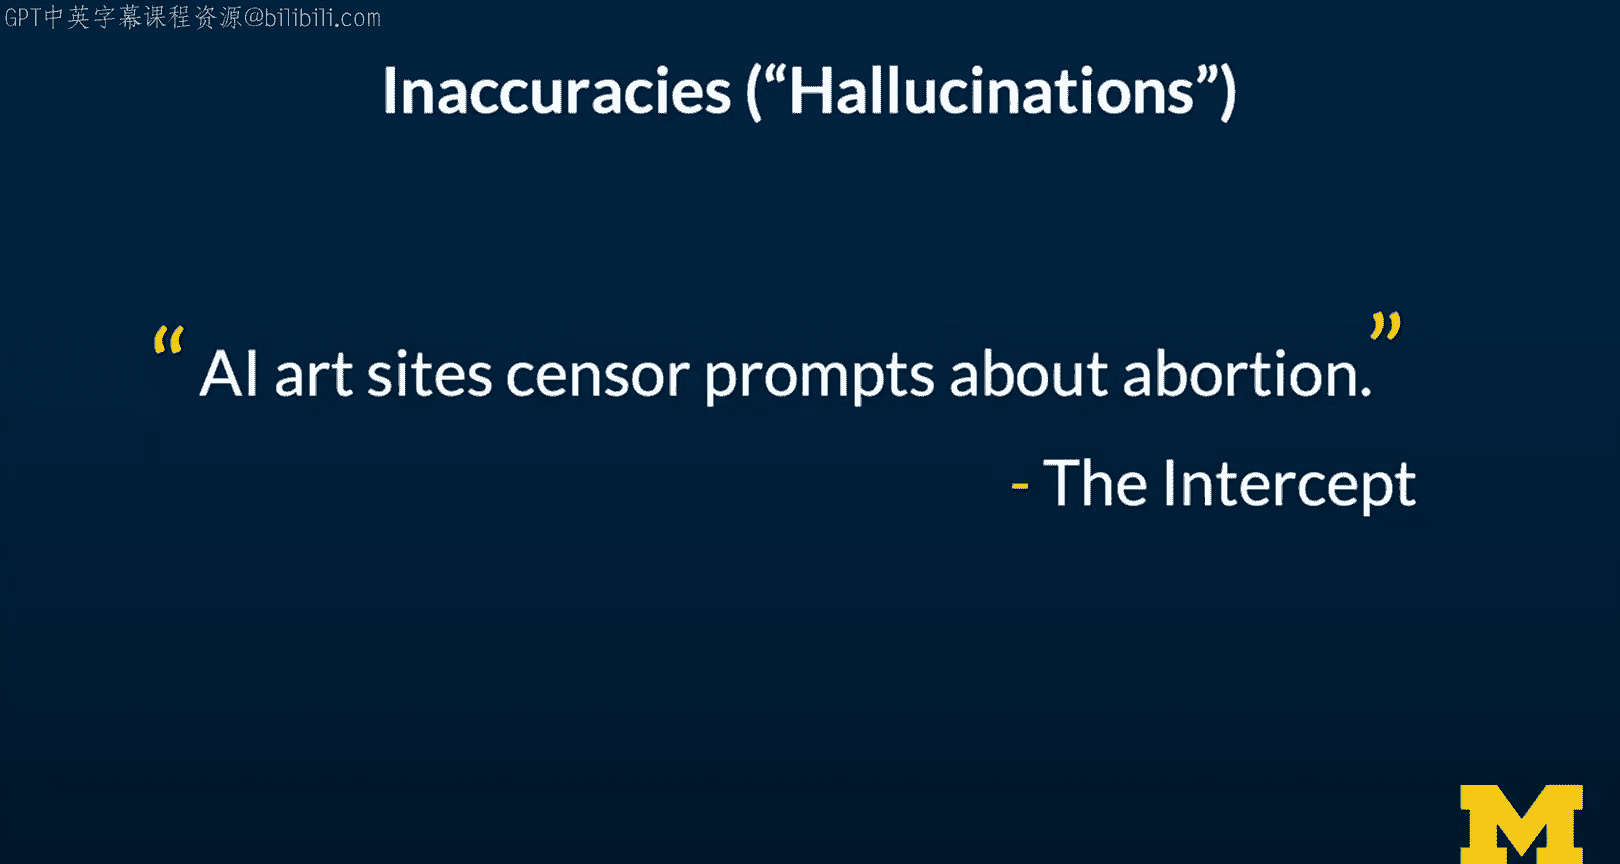 GPT中英字幕课程资源@bilibili.com
Inaccuracies (“Hallucinations”)
“ AI art sites censor prompts about abortion. ”
- The Intercept
M